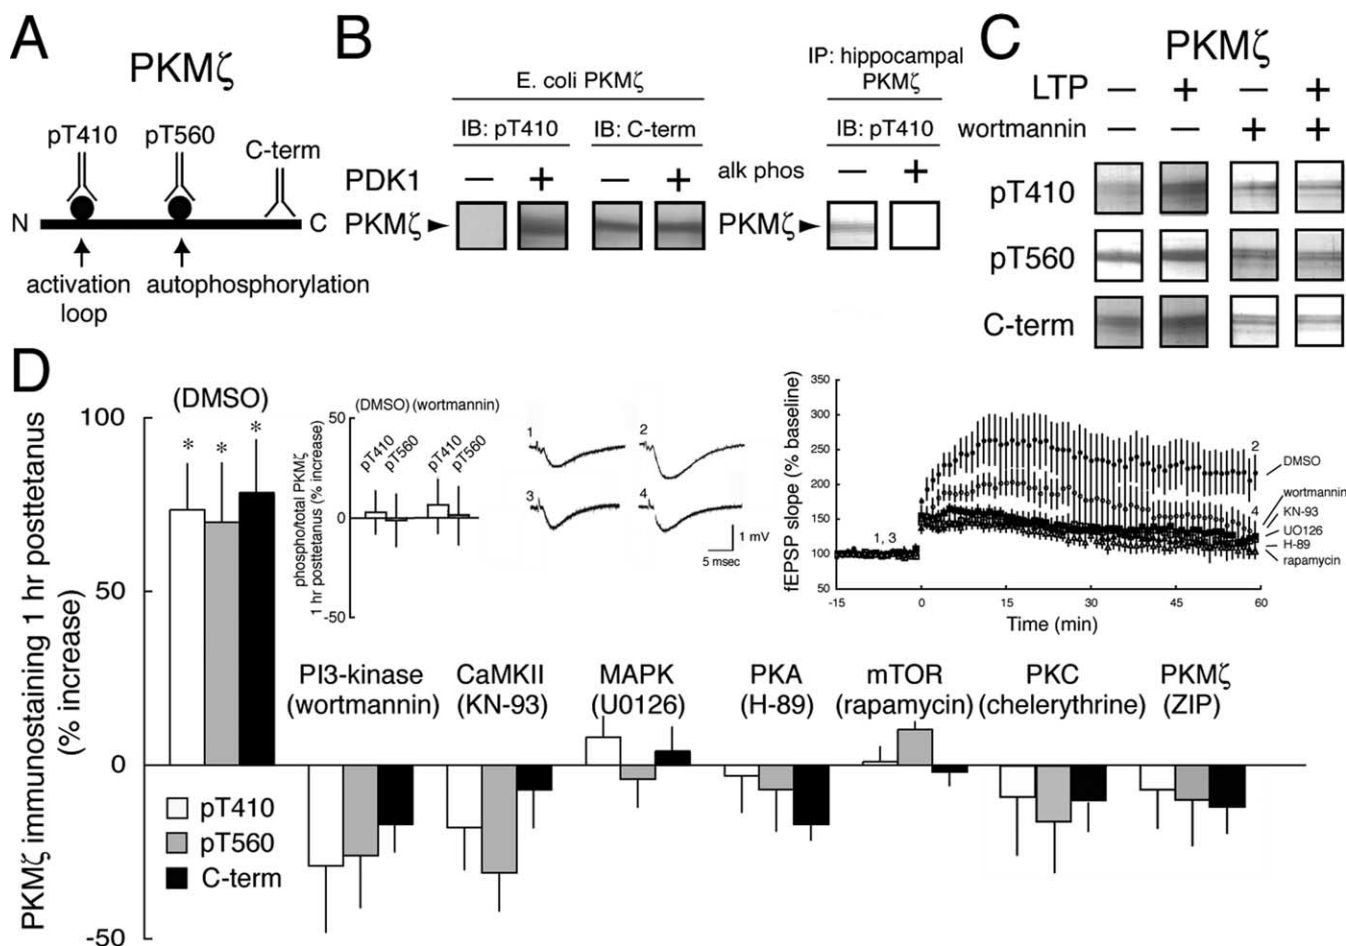 A
PKMζ
pT410 pT560 C-term
N C
activation loop
autophosphorylation
B
E. coli PKMζ
IP: hippocampal
PKMζ
IB: pT410 IB: C-term
IB: pT410
PDK1 — + — +
alk phos — +
PKMζ
PKMζ
C
PKMζ
LTP — + — +
wortmannin — — + +
pT410
pT560
C-term
D
PKMζ immunostaining 1 hr posttetanus
(% increase)
100
50
0
-50
(DMSO)
* * *
phospho/total PKMζ
1 hr posttetanus (% increase)
50
0
-50
(DMSO) (wortmannin)
pT410 pT560 pT410 pT560
1 2
3 4
1 mV
5 msec
fEPSP slope (% baseline)
350
300
250
200
150
100
50
1, 3
2
4
DMSO
wortmannin
KN-93
UO126
H-89
rapamycin
-15 0 15 30 45 60
Time (min)
PI3-kinase
(wortmannin)
CaMKII
(KN-93)
MAPK
(U0126)
PKA
(H-89)
mTOR
(rapamycin)
PKC
(chelerythrine)
PKMζ
(ZIP)
pT410
pT560
C-term